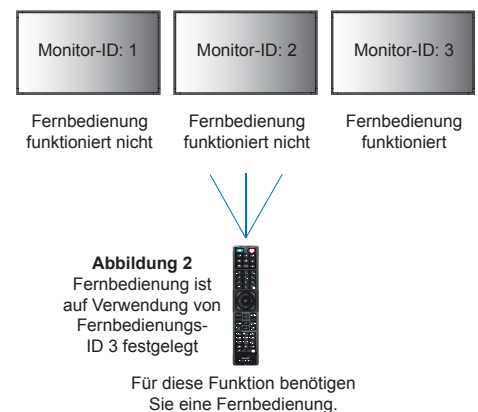 Monitor-ID: 1
Monitor-ID: 2
Monitor-ID: 3
Fernbedienung
funktioniert nicht
Fernbedienung
funktioniert nicht
Fernbedienung
funktioniert
Abbildung 2
Fernbedienung ist
auf Verwendung von
Fernbedienungs-
ID 3 festgelegt
Für diese Funktion benötigen
Sie eine Fernbedienung.